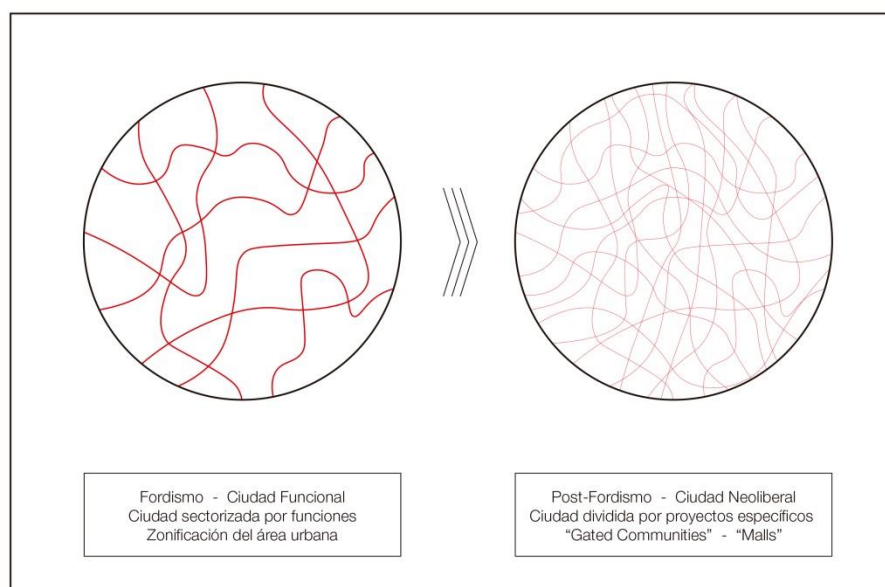 Fordismo - Ciudad Funcional
Ciudad sectorizada por funciones
Zonificación del área urbana
Post-Fordismo - Ciudad Neoliberal
Ciudad dividida por proyectos específicos
“Gated Communities” - “Malls”